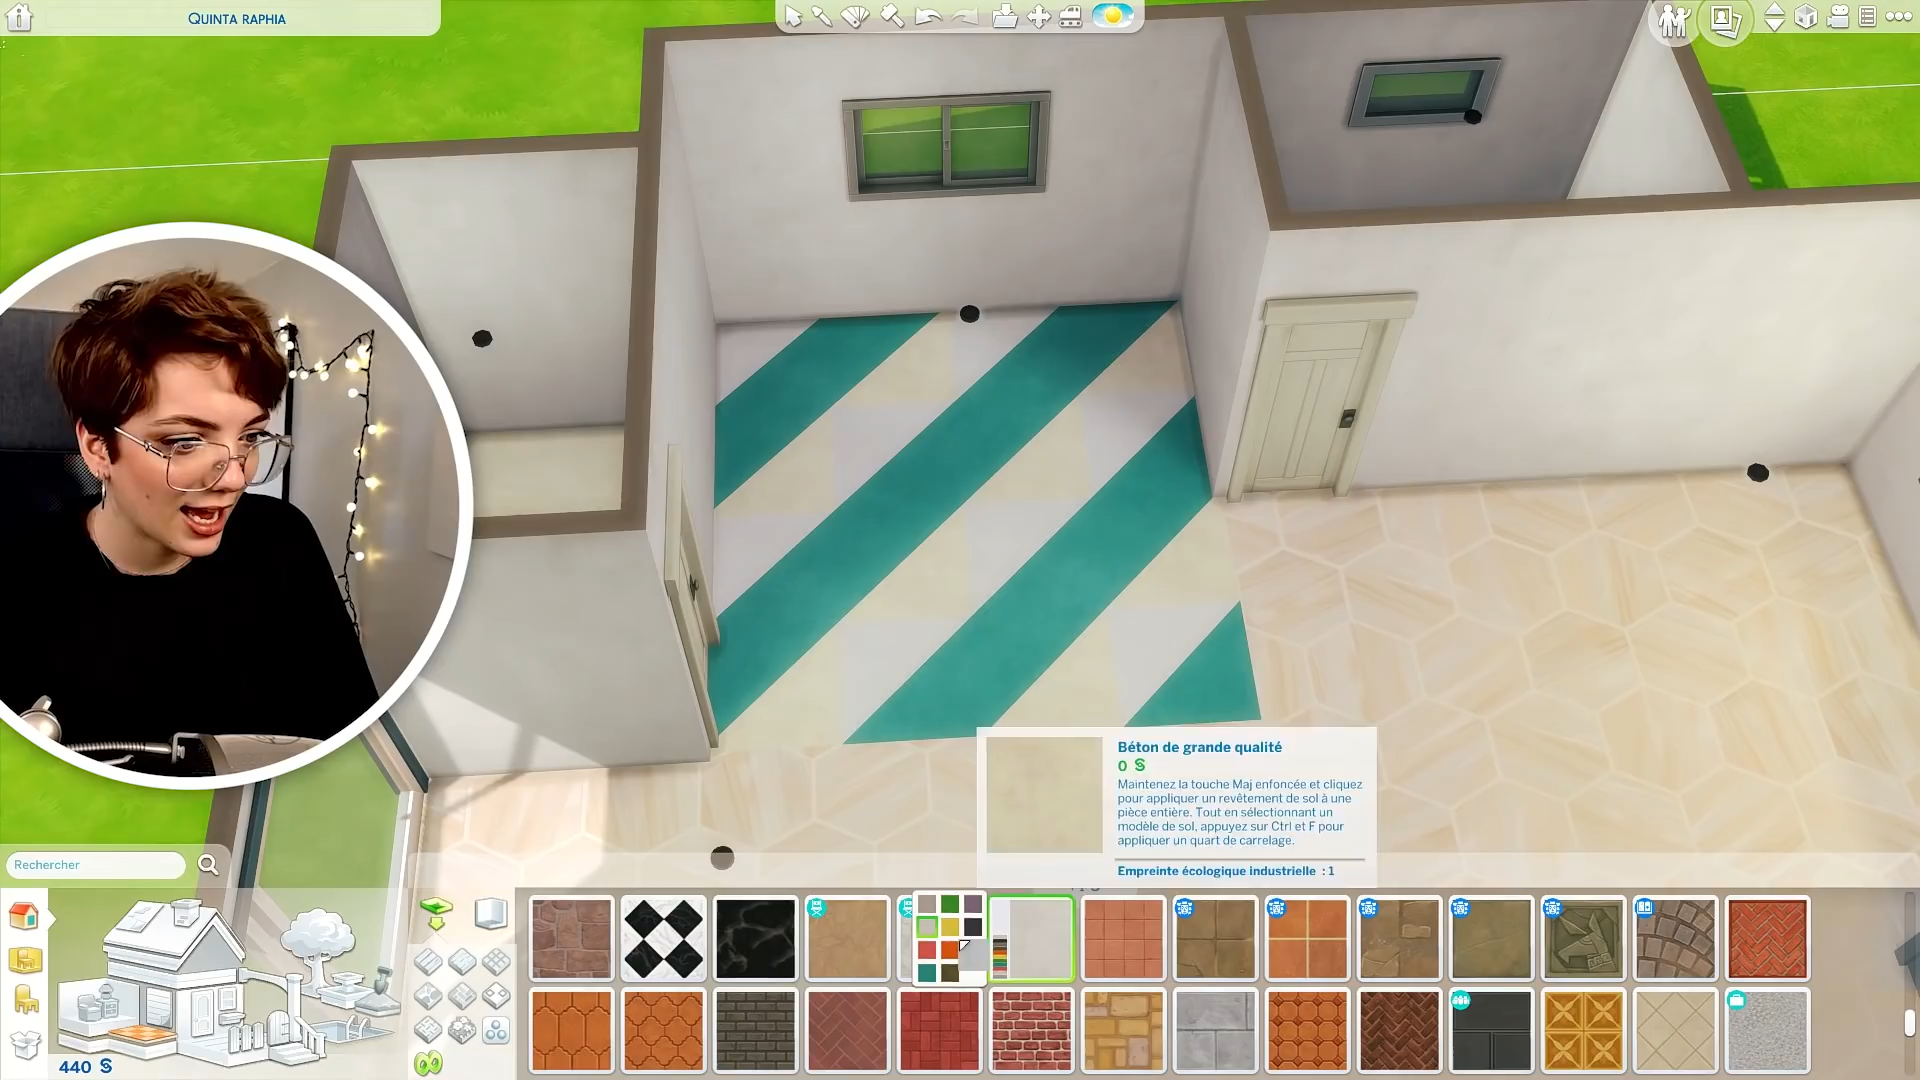 QUINTA RAPHIA
Béton de grande qualité
0 §
Maintenez la touche Maj enfoncée et cliquez
pour appliquer un revêtement de sol à une
pièce entière. Tout en sélectionnant un
modèle de sol, appuyez sur Ctrl et F pour
appliquer un quart de carrelage.
Empreinte écologique industrielle : 1
Rechercher
440 §